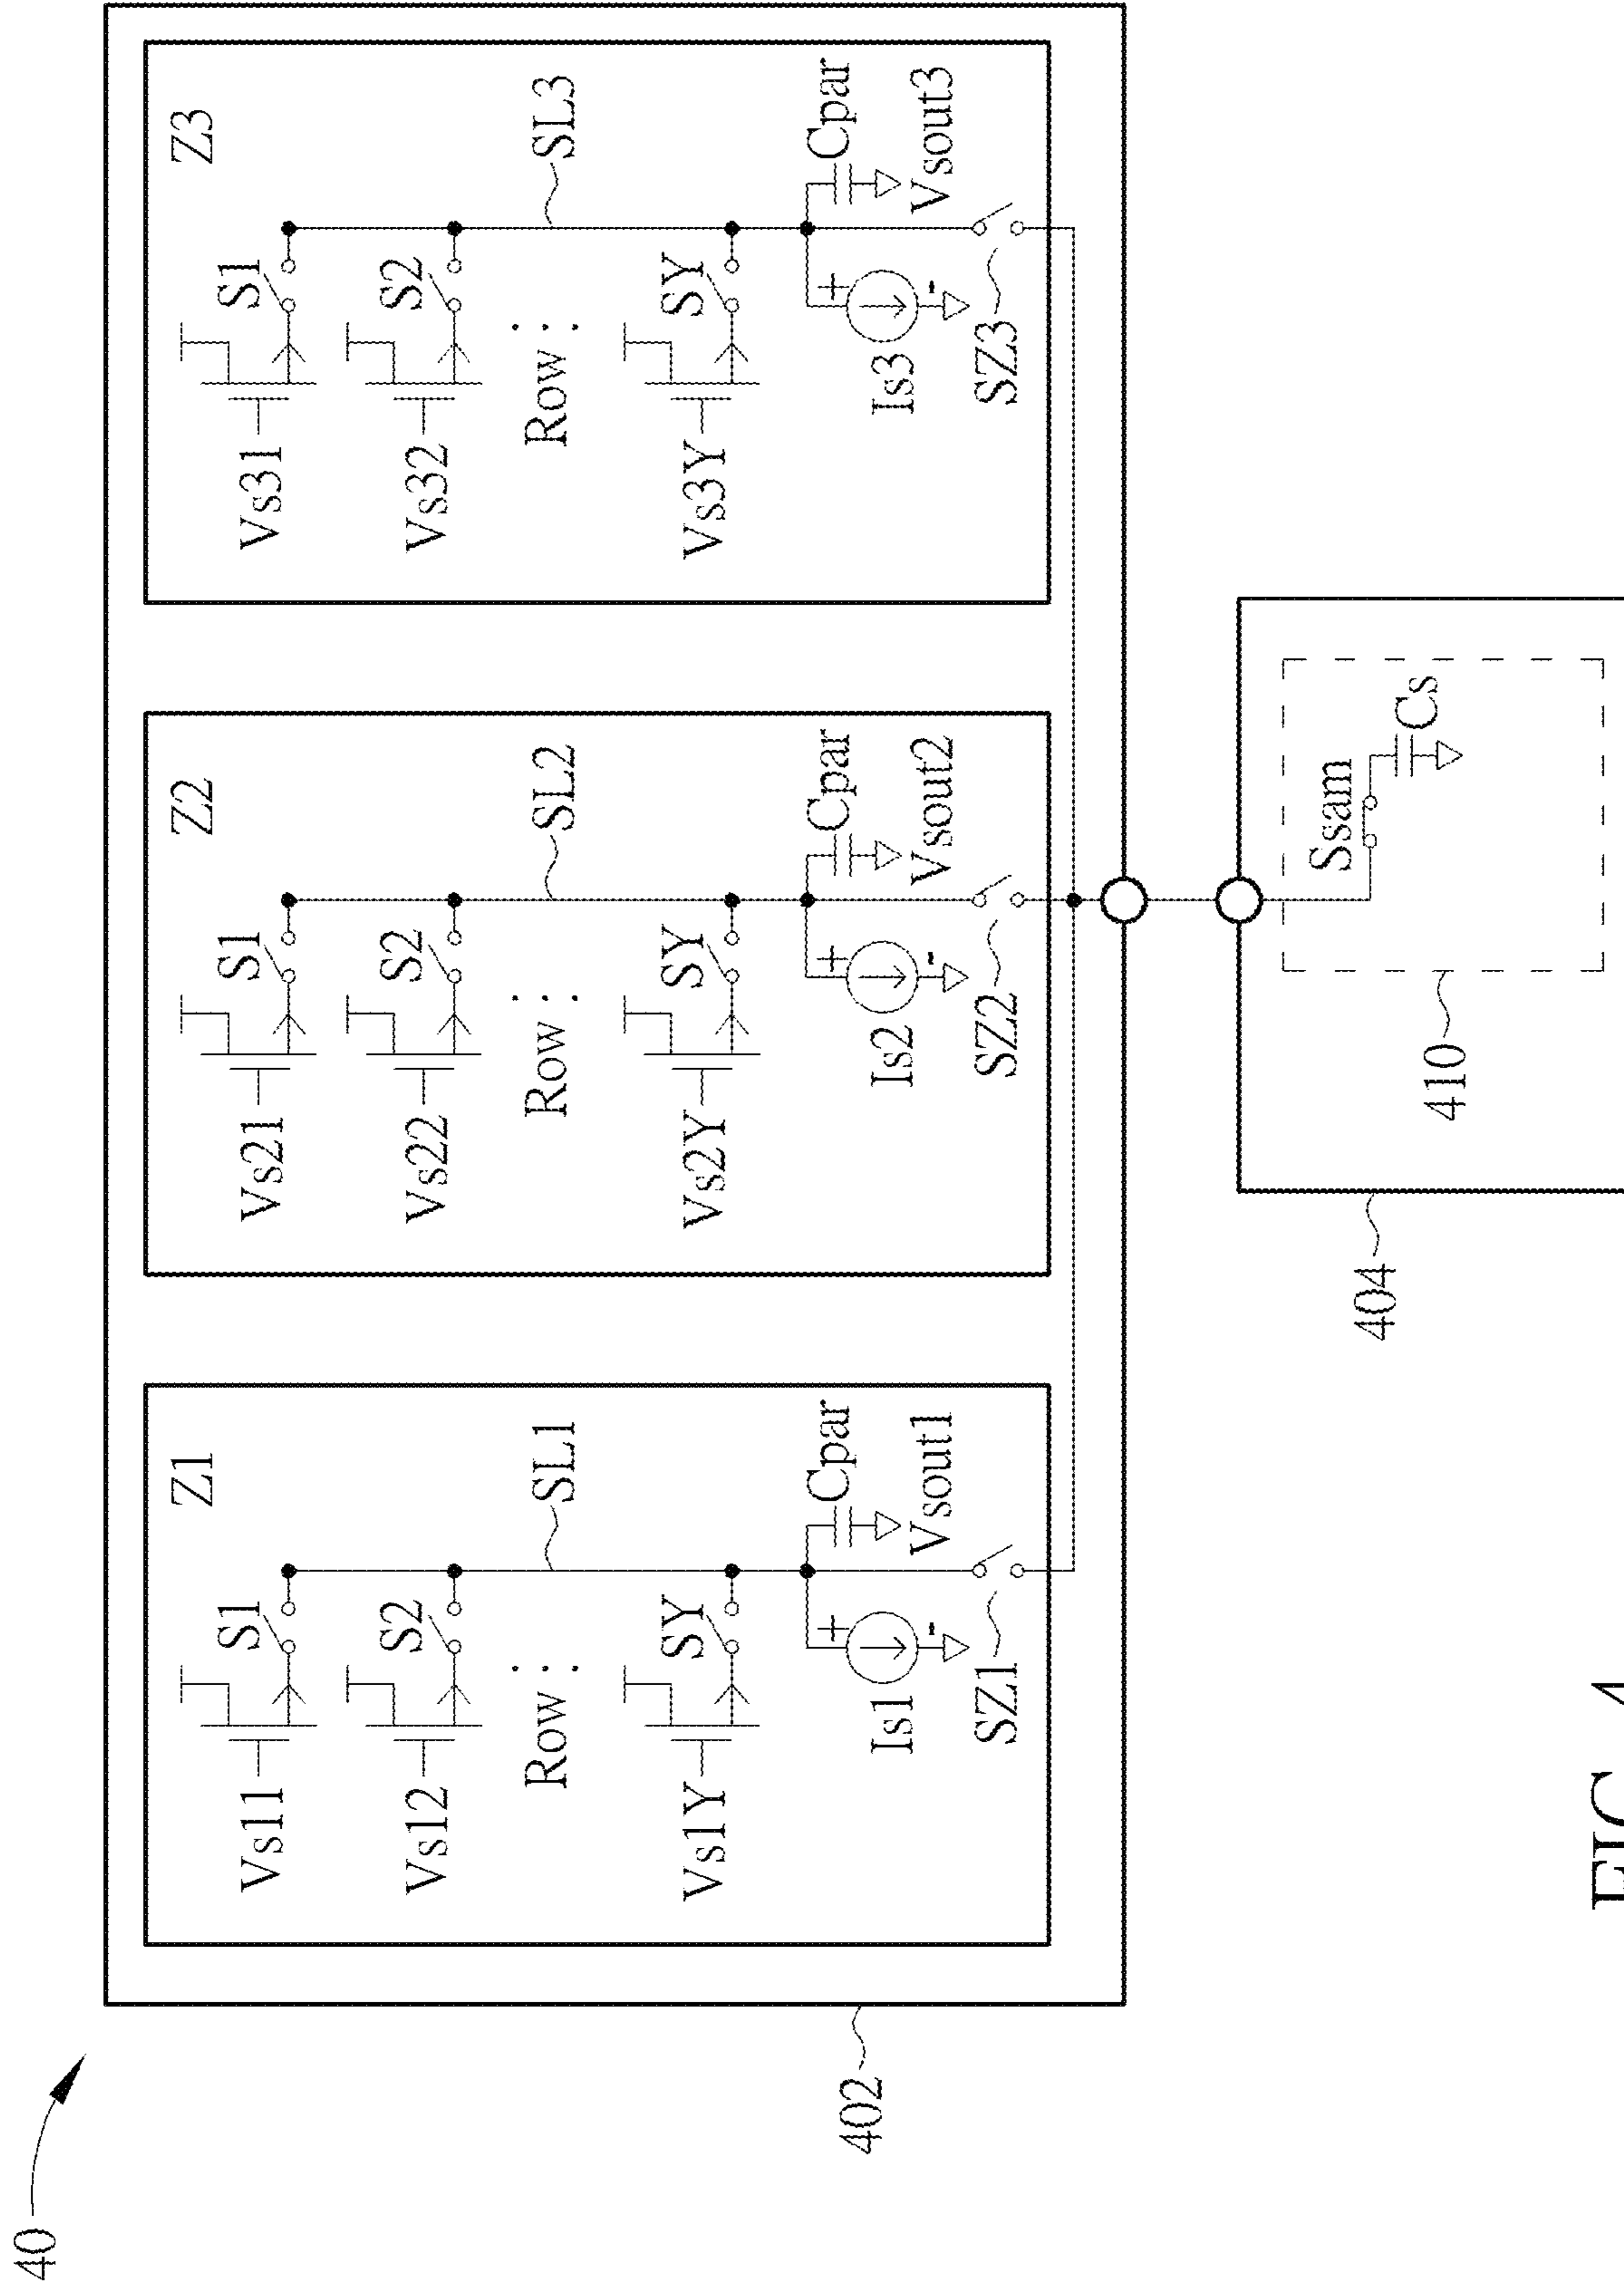 40
402
Z1
Vs11
S1
Vs12
S2
Row
SL1
Vs1Y
SY
Cpar
Is1
Vsout1
SZ1
Z2
Vs21
S1
Vs22
S2
Row
SL2
Vs2Y
SY
Cpar
Is2
Vsout2
SZ2
Z3
Vs31
S1
Vs32
S2
Row
SL3
Vs3Y
SY
Cpar
Is3
Vsout3
SZ3
404
410
Ssam
Cs
FIG. 4